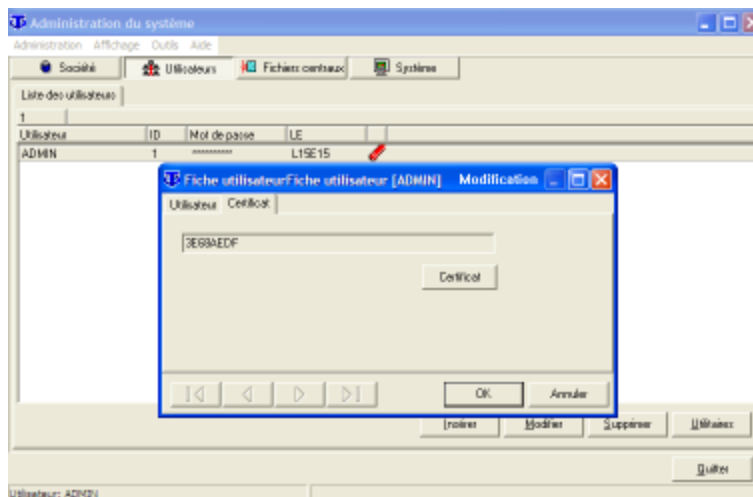 Administration du système
Administration Affichage Outils Aide
Société Utilisateurs Fichiers centraux Système
Liste des utilisateurs
1
Utilisateur ID Mot de passe LE
ADMIN 1 ********** L15E15
Fiche utilisateurFiche utilisateur [ADMIN] Modification
Utilisateur Certificat
3E68AEDF
Certificat
OK Annuler
Insérer Modifier Supprimer Utilitaires
Quitter
Utilisateur: ADMIN